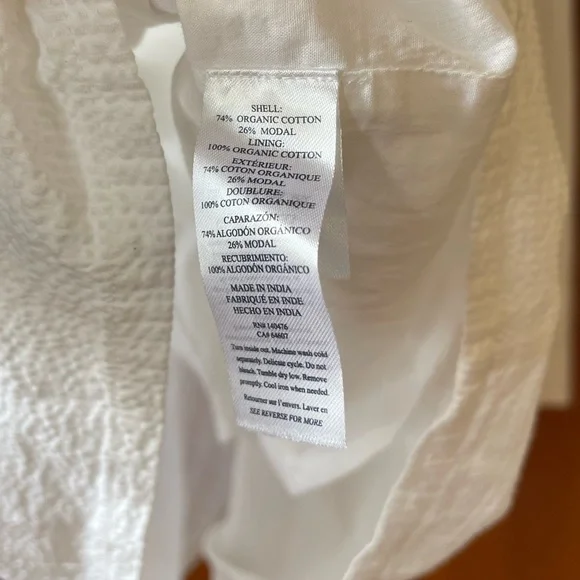 SHELL:
74% ORGANIC COTTON
26% MODAL
LINING:
100% ORGANIC COTTON
EXTÉRIEUR:
74% COTON ORGANIQUE
26% MODAL
DOUBLURE:
100% COTON ORGANIQUE
CAPARAZÓN:
74% ALGODÓN ORGÁNICO
26% MODAL
RECUBRIMIENTO:
100% ALGODÓN ORGÁNICO
MADE IN INDIA
FABRIQUÉ EN INDE
HECHO EN INDIA
RN# 140476
CA# 64607
Turn inside out. Machine wash cold
separately. Delicate cycle. Do not
bleach. Tumble dry low. Remove
promptly. Cool iron when needed.
Retourner sur l'envers. Laver en
SEE REVERSE FOR MORE